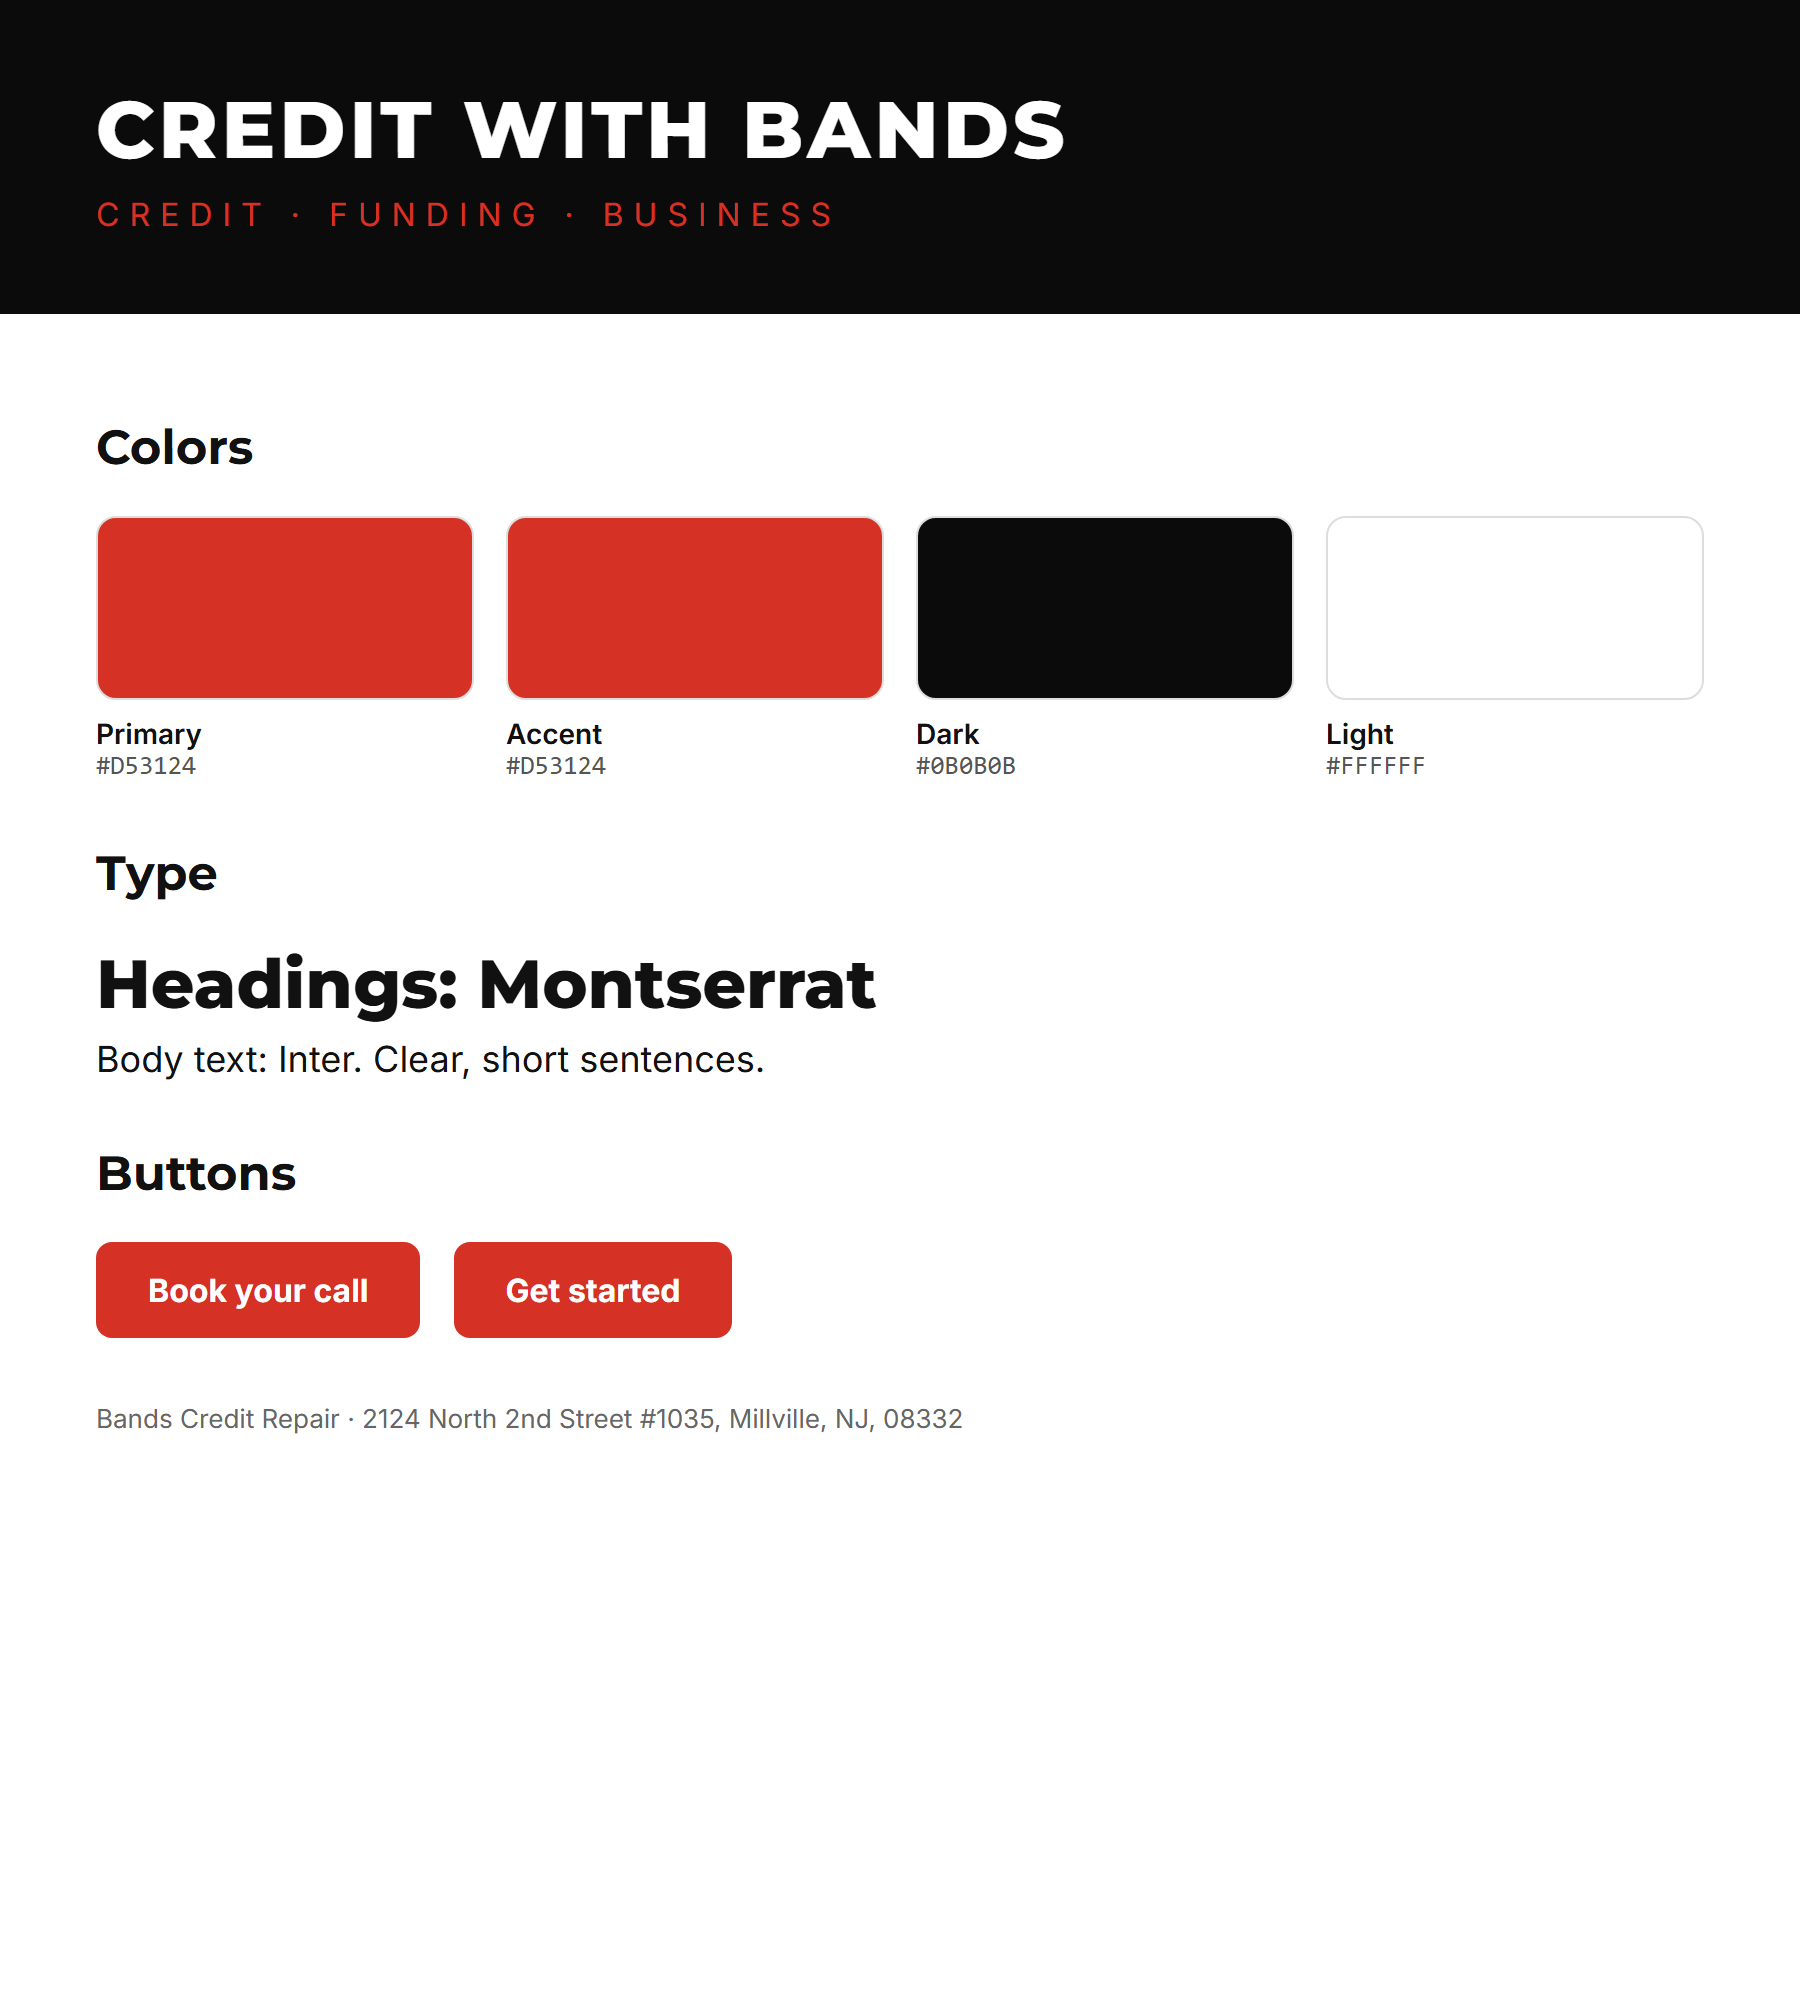 CREDIT WITH BANDS
CREDIT · FUNDING · BUSINESS
Colors
Primary
#D53124
Accent
#D53124
Dark
#0B0B0B
Light
#FFFFFF
Type
Headings: Montserrat
Body text: Inter. Clear, short sentences.
Buttons
Book your call
Get started
Bands Credit Repair · 2124 North 2nd Street #1035, Millville, NJ, 08332